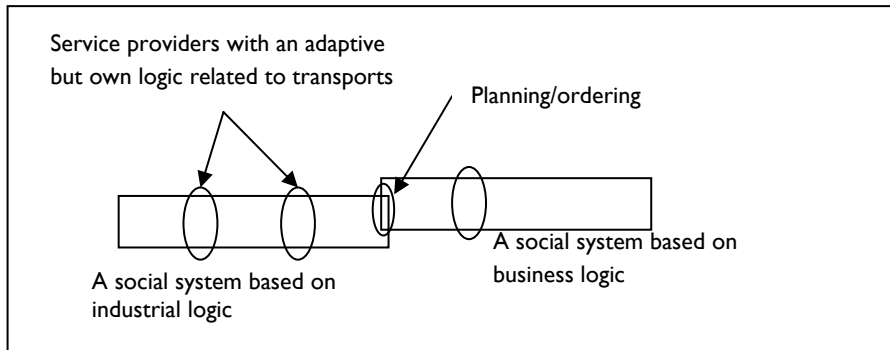 Service providers with an adaptive
but own logic related to transports
Planning/ordering
A social system based on
business logic
A social system based on
industrial logic